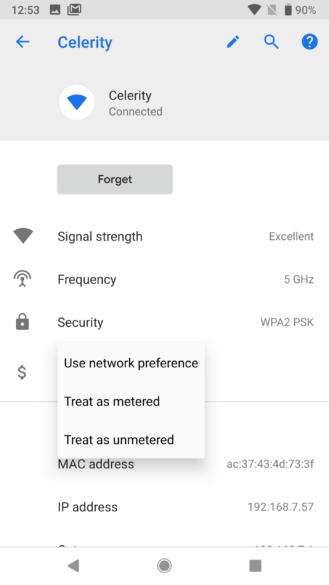 12:53
90%
Celerity
Celerity
Connected
Forget
Signal strength Excellent
Frequency 5 GHz
Security WPA2 PSK
Use network preference
Treat as metered
Treat as unmetered
MAC address ac:37:43:4d:73:3f
IP address 192.168.7.57